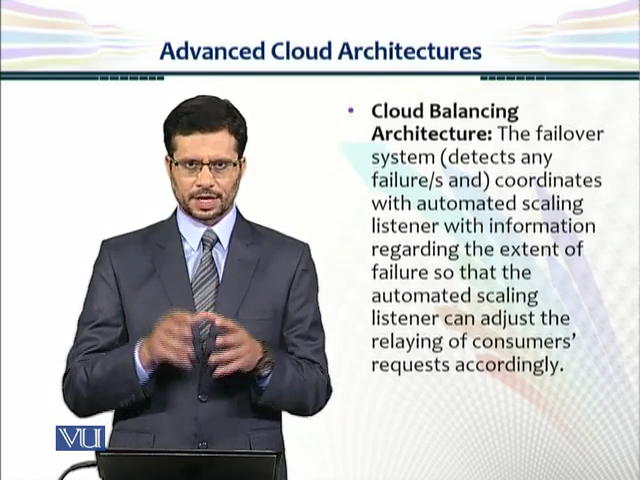 Advanced Cloud Architectures
• Cloud Balancing
Architecture: The failover
system (detects any
failure/s and) coordinates
with automated scaling
listener with information
regarding the extent of
failure so that the
automated scaling
listener can adjust the
relaying of consumers'
requests accordingly.
VU